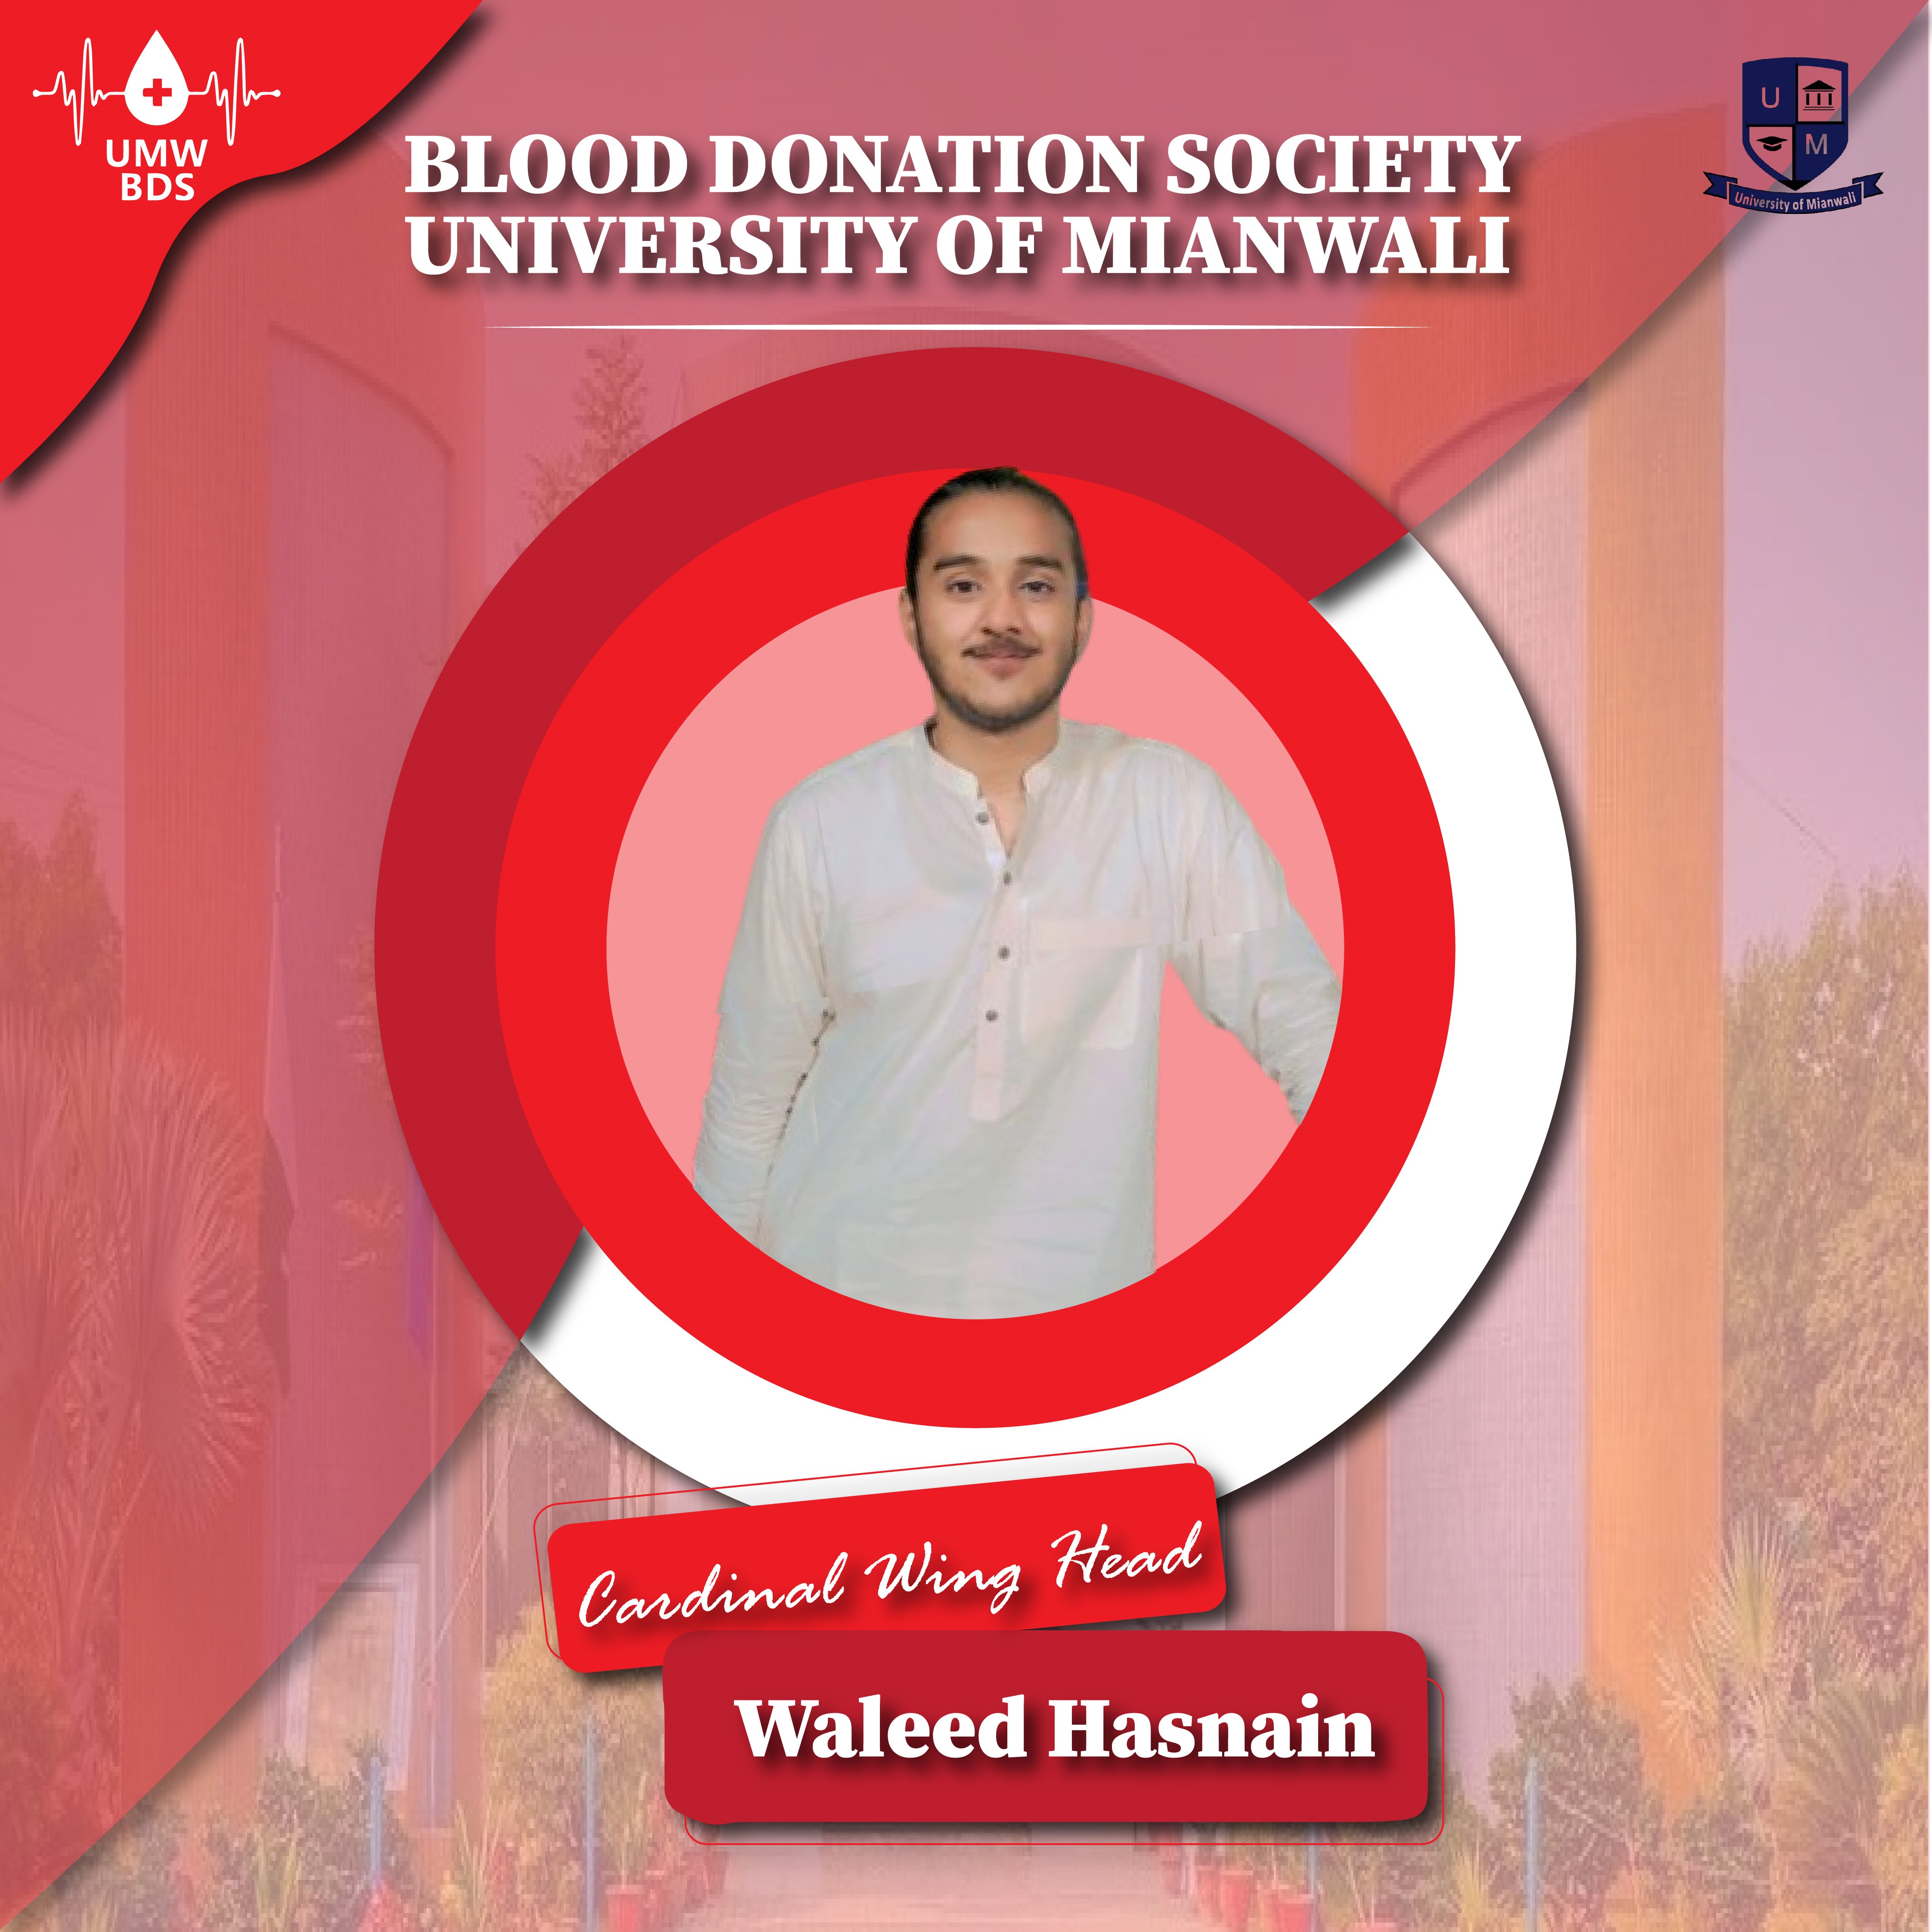 UMW
BDS
U
M
University of Mianwali
BLOOD DONATION SOCIETY
UNIVERSITY OF MIANWALI
Cardinal Wing Head
Waleed Hasnain